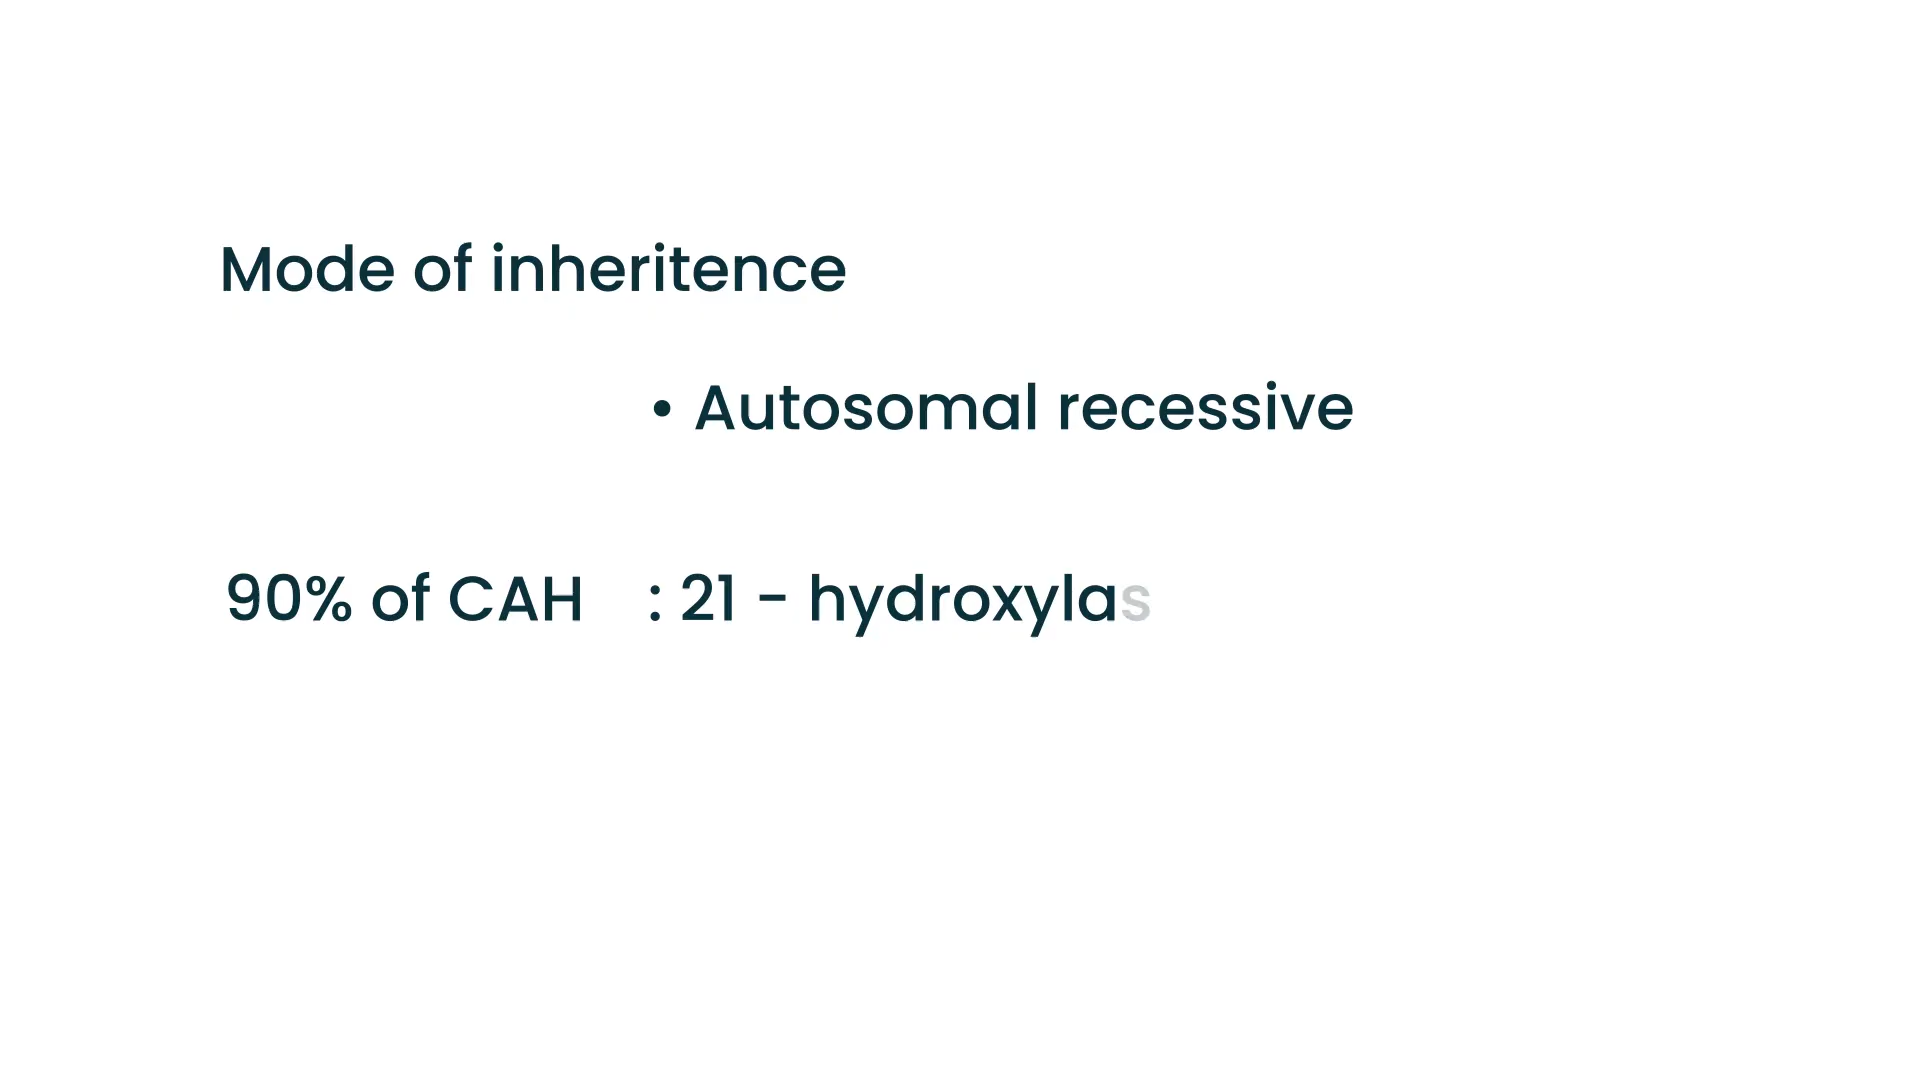 Mode of inheritence
• Autosomal recessive
90% of CAH : 21 - hydroxylas